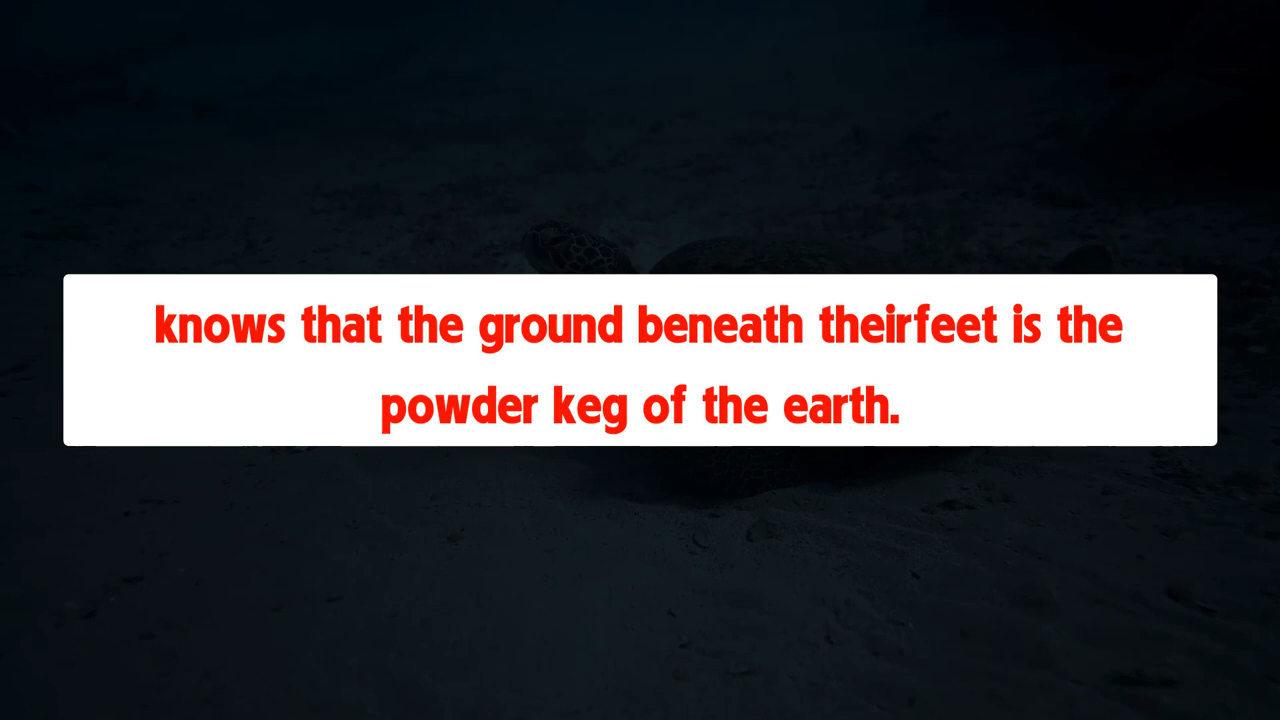 knows that the ground beneath theirfeet is the
powder keg of the earth.